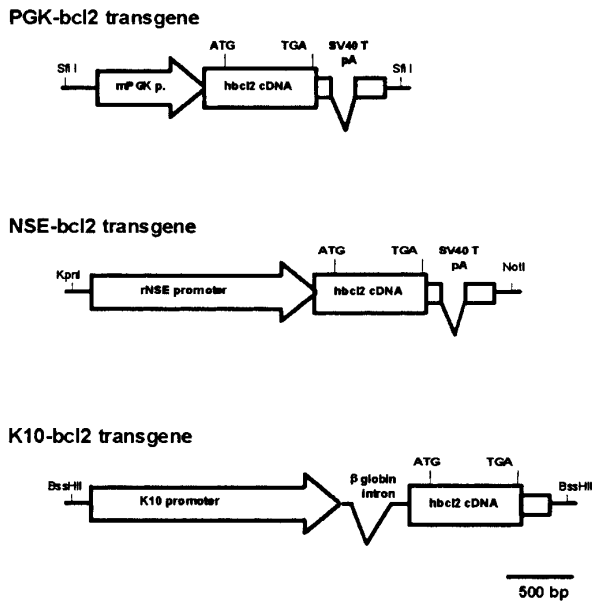 PGK-bcl2 transgene
ATG TGA SV40 T
pA
Sfi I Sfi I
mPGK p. hbcl2 cDNA
NSE-bcl2 transgene
ATG TGA SV40 T
pA
KpnI NotI
rNSE promoter hbcl2 cDNA
K10-bcl2 transgene
ATG TGA
BssHII β globin
intron BssHII
K10 promoter hbcl2 cDNA
500 bp